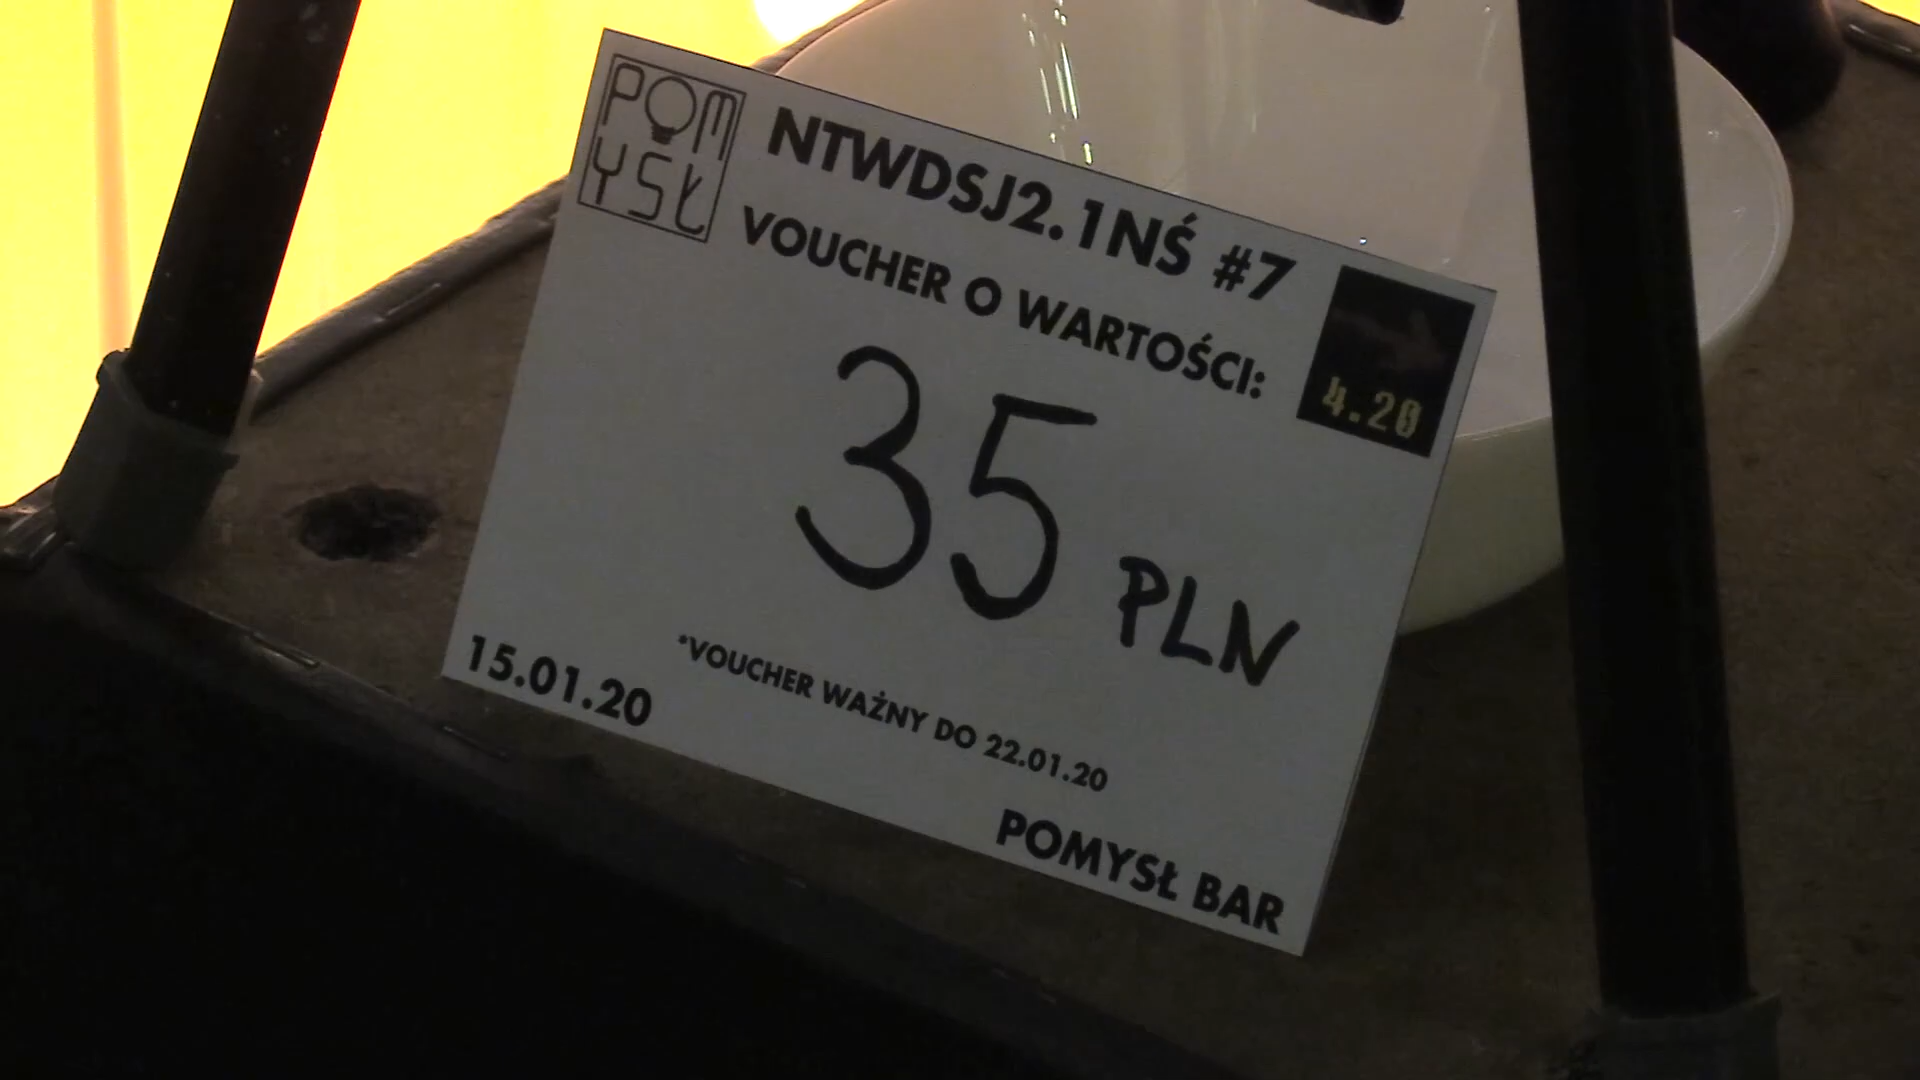 POM
YSŁ
NTWDSJ2.1NŚ #7
VOUCHER O WARTOŚCI:
4.20
35 PLN
*VOUCHER WAŻNY DO 22.01.20
15.01.20
POMYSŁ BAR